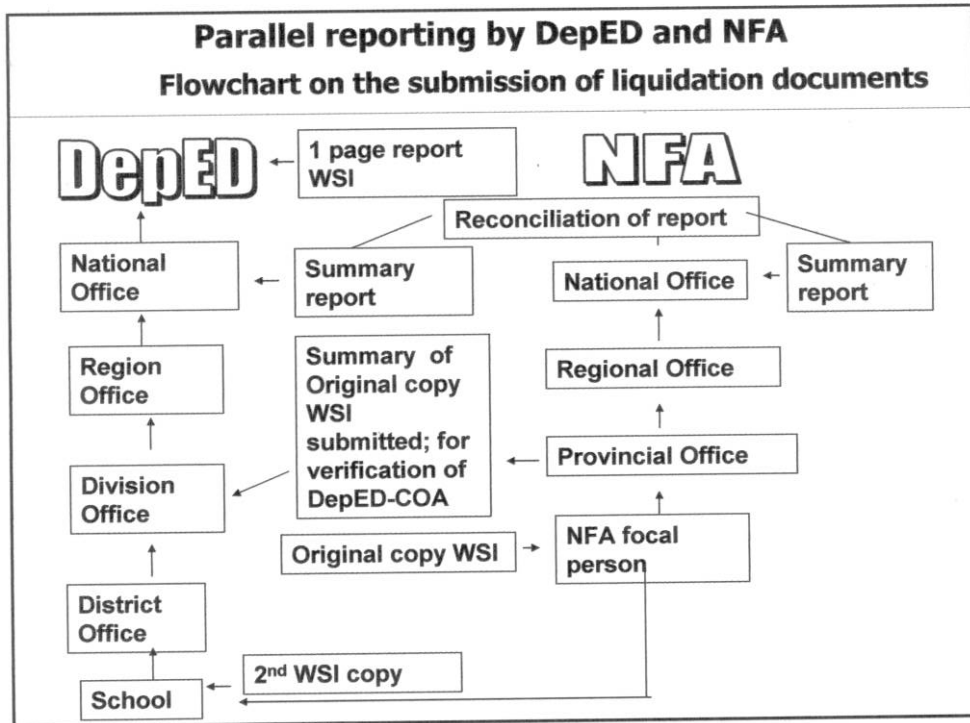 Parallel reporting by DepED and NFA
Flowchart on the submission of liquidation documents
DepED
1 page report
WSI
NFA
Reconciliation of report
National
Office
Summary
report
National Office
Summary
report
Region
Office
Summary of
Original copy
WSI
submitted; for
verification of
DepED-COA
Regional Office
Provincial Office
Division
Office
Original copy WSI
NFA focal
person
District
Office
2nd WSI copy
School